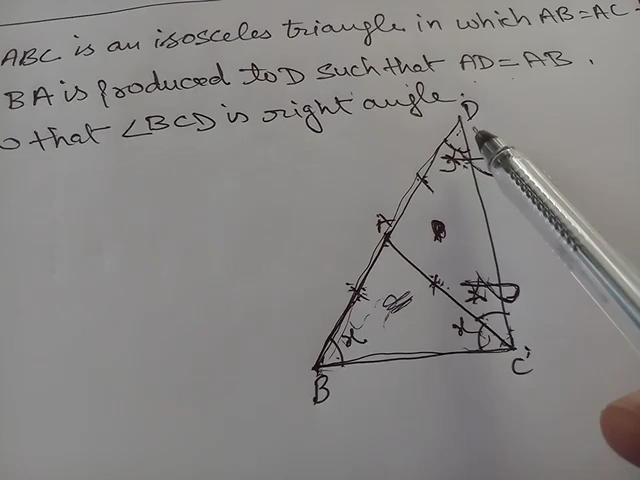 ABC is an isosceles triangle in which AB=AC
BA is produced to D such that AD=AB.
that ∠BCD is right angle.
D
y
A
x
x
B
C